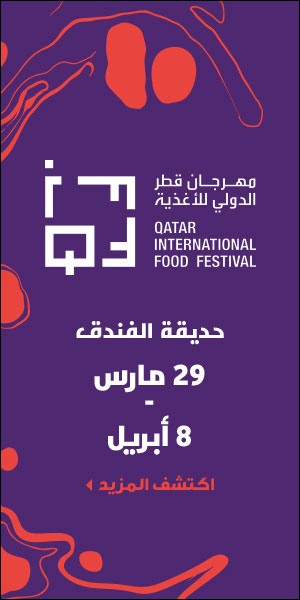 مهرجان قطر
الدولي للأغذية
QATAR
INTERNATIONAL
FOOD FESTIVAL
حديقة الفندق
29 مارس
-
8 أبريل
اكتشف المزيد